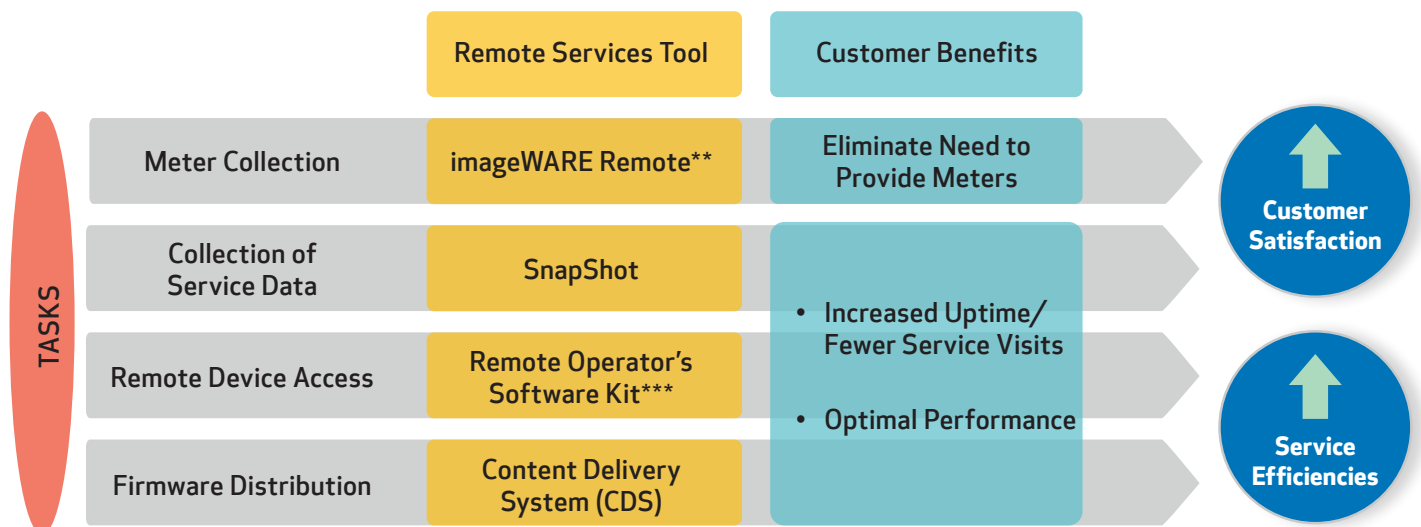 Remote Services Tool
Customer Benefits
TASKS
Meter Collection
imageWARE Remote**
Eliminate Need to
Provide Meters
Collection of
Service Data
SnapShot
Remote Device Access
Remote Operator's
Software Kit***
Firmware Distribution
Content Delivery
System (CDS)
• Increased Uptime/
Fewer Service Visits
• Optimal Performance
Customer
Satisfaction
Service
Efficiencies